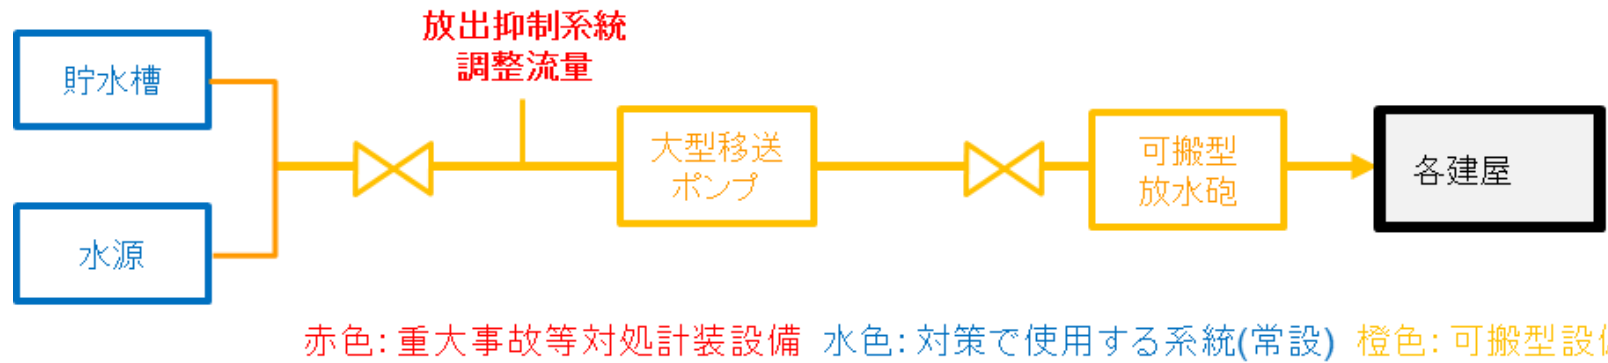 放出抑制系統
調整流量
貯水槽
水源
大型移送
ポンプ
可搬型
放水砲
各建屋
赤色：重大事故等対処計装設備 水色：対策で使用する系統(常設) 橙色：可搬型設